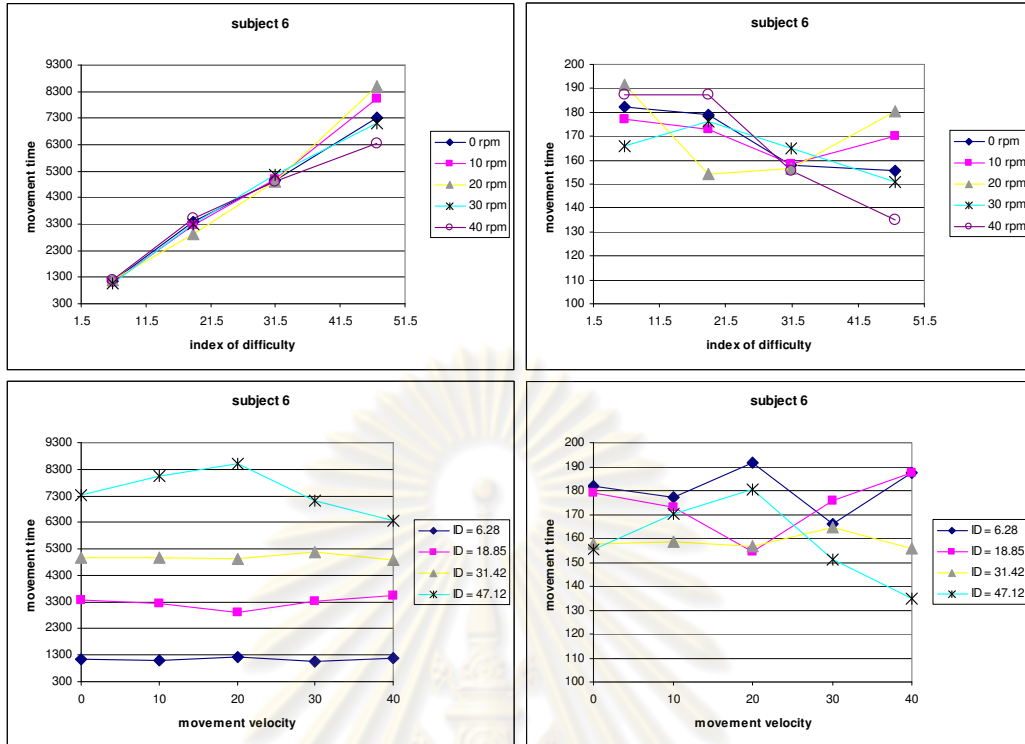 subject 6
movement time
9300
8300
7300
6300
5300
4300
3300
2300
1300
300
1.5 11.5 21.5 31.5 41.5 51.5
index of difficulty
0 rpm
10 rpm
20 rpm
30 rpm
40 rpm
subject 6
movement time
200
190
180
170
160
150
140
130
120
110
100
1.5 11.5 21.5 31.5 41.5 51.5
index of difficulty
0 rpm
10 rpm
20 rpm
30 rpm
40 rpm
subject 6
movement time
9300
8300
7300
6300
5300
4300
3300
2300
1300
300
0 10 20 30 40
movement velocity
ID = 6.28
ID = 18.85
ID = 31.42
ID = 47.12
subject 6
movement time
200
190
180
170
160
150
140
130
120
110
100
0 10 20 30 40
movement velocity
ID = 6.28
ID = 18.85
ID = 31.42
ID = 47.12